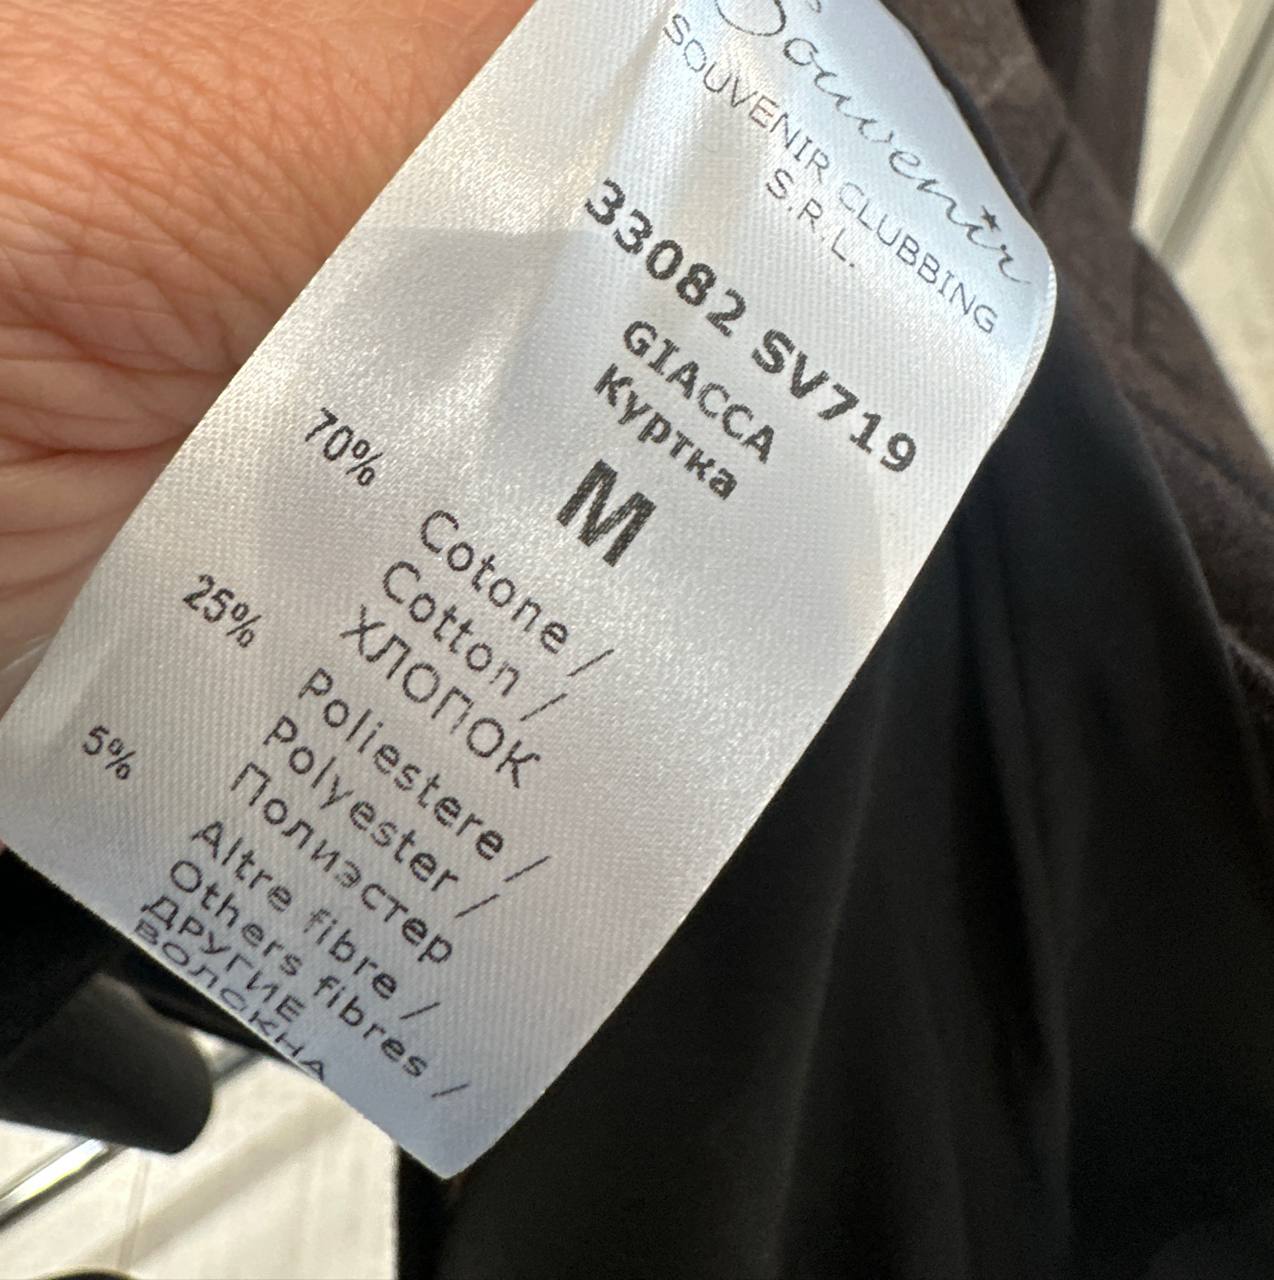 Souvenir
SOUVENIR CLUBBING
S.R.L.
33082 SV719
GIACCA
Куртка
M
70% Cotone /
Cotton /
ХЛОПОК
25% Poliestere /
Polyester /
Полиэстер
5% Altre fibre /
Others fibres /
ДРУГИЕ
ВОЛОКНА